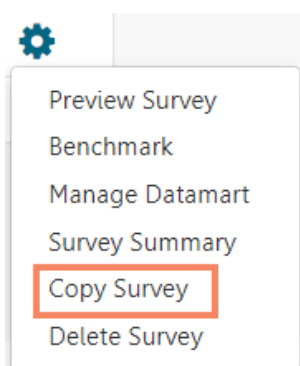 Preview Survey
Benchmark
Manage Datamart
Survey Summary
Copy Survey
Delete Survey